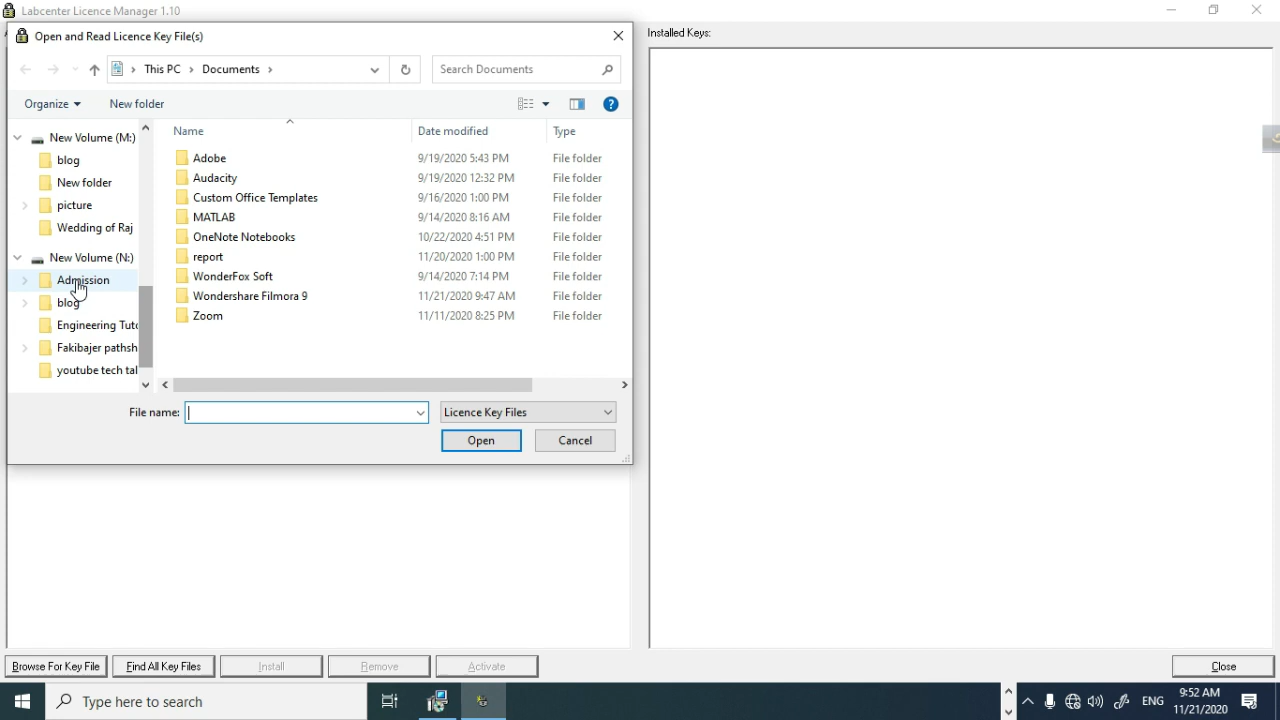 Labcenter Licence Manager 1.10
Open and Read Licence Key File(s)
Installed Keys:
This PC > Documents >
Search Documents
Organize
New folder
Name
Date modified
Type
New Volume (M:)
blog
New folder
picture
Wedding of Raj
New Volume (N:)
Admission
blog
Engineering Tuto
Fakibajer pathsh
youtube tech tal
Adobe 9/19/2020 5:43 PM File folder
Audacity 9/19/2020 12:32 PM File folder
Custom Office Templates 9/16/2020 1:00 PM File folder
MATLAB 9/14/2020 8:16 AM File folder
OneNote Notebooks 10/22/2020 4:51 PM File folder
report 11/20/2020 1:00 PM File folder
WonderFox Soft 9/14/2020 7:14 PM File folder
Wondershare Filmora 9 11/21/2020 9:47 AM File folder
Zoom 11/11/2020 8:25 PM File folder
File name:
Licence Key Files
Open
Cancel
Browse For Key File
Find All Key Files
Install
Remove
Activate
Close
Type here to search
ENG
9:52 AM
11/21/2020